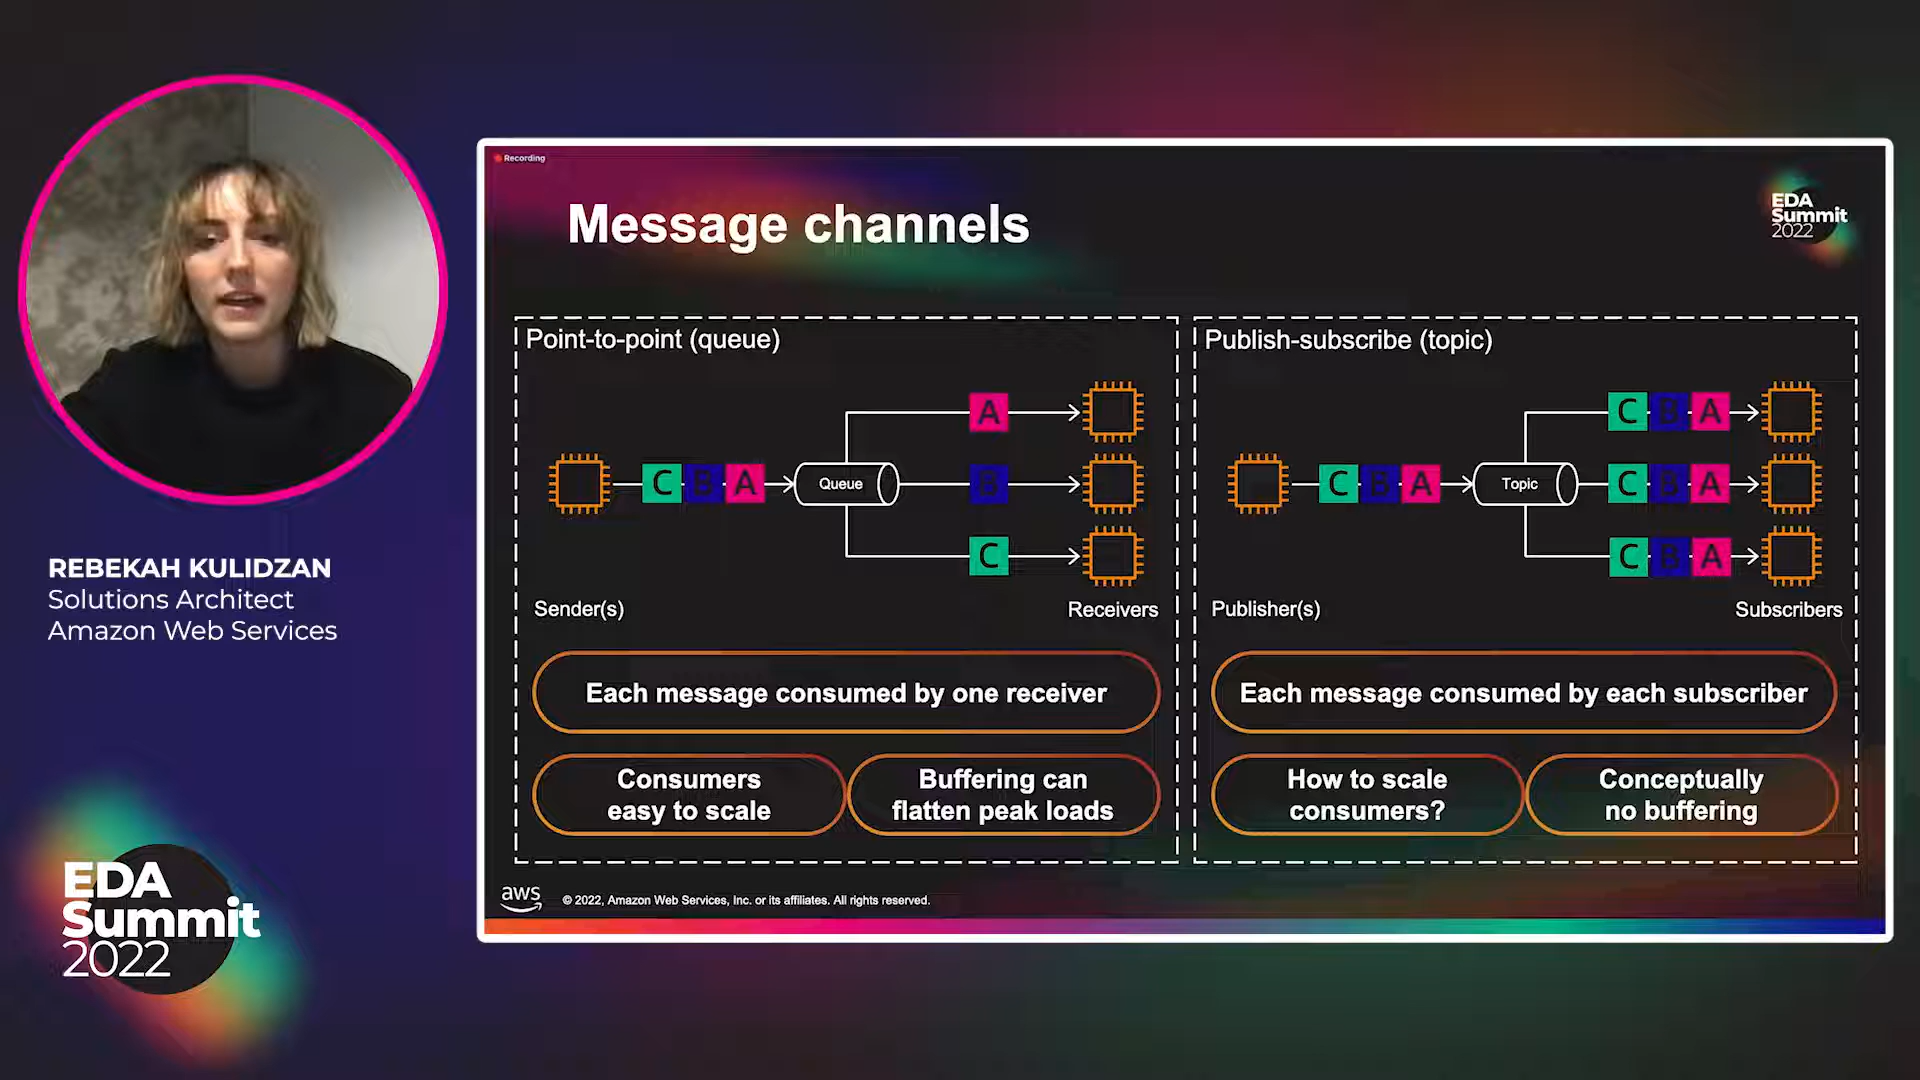 Recording
Message channels
EDA
Summit
2022
Point-to-point (queue)
A
C B A
Queue
B
C
Sender(s)
Receivers
Each message consumed by one receiver
Consumers
easy to scale
Buffering can
flatten peak loads
Publish-subscribe (topic)
C B A
C B A
Topic
C B A
C B A
Publisher(s)
Subscribers
Each message consumed by each subscriber
How to scale
consumers?
Conceptually
no buffering
aws
© 2022, Amazon Web Services, Inc. or its affiliates. All rights reserved.
REBEKAH KULIDZAN
Solutions Architect
Amazon Web Services
EDA
Summit
2022